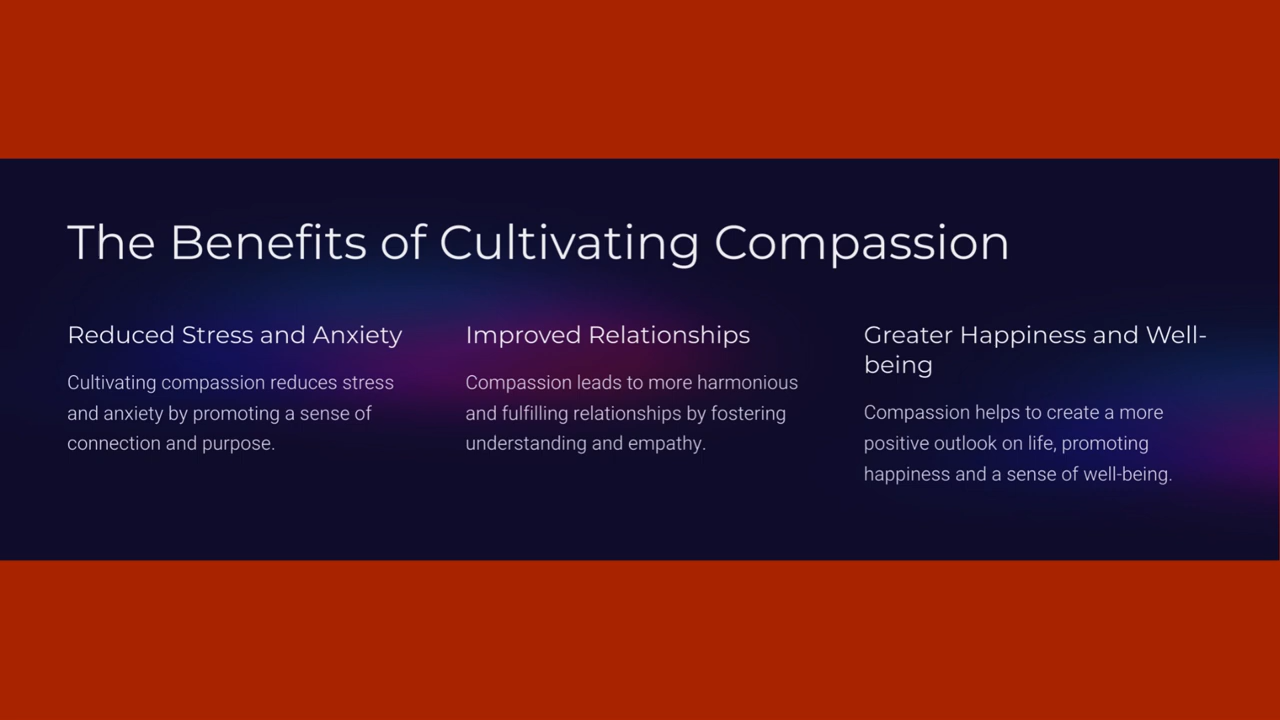 The Benefits of Cultivating Compassion
Reduced Stress and Anxiety
Cultivating compassion reduces stress
and anxiety by promoting a sense of
connection and purpose.
Improved Relationships
Compassion leads to more harmonious
and fulfilling relationships by fostering
understanding and empathy.
Greater Happiness and Well-
being
Compassion helps to create a more
positive outlook on life, promoting
happiness and a sense of well-being.